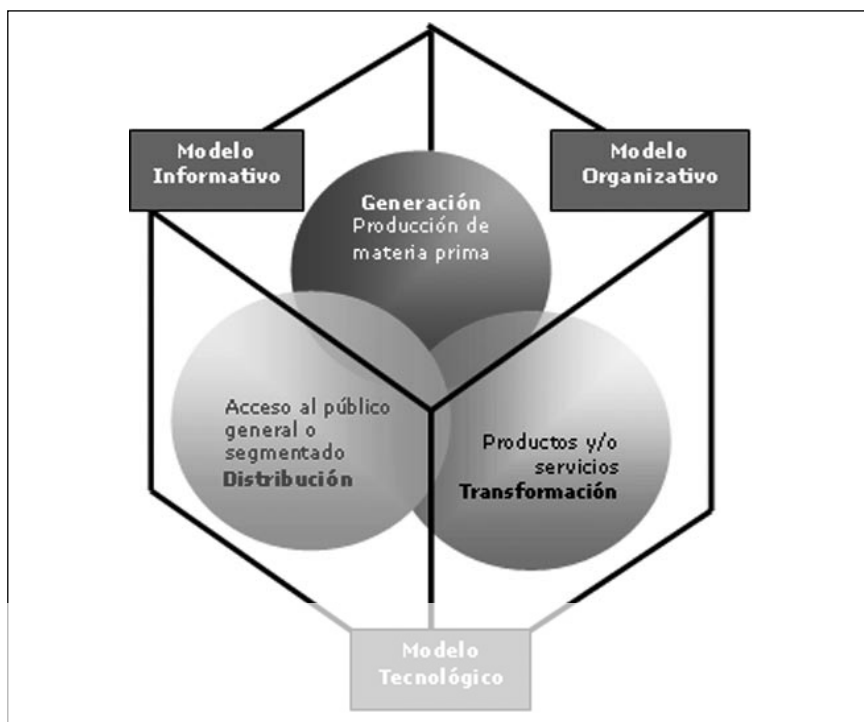 Modelo
Informativo
Modelo
Organizativo
Generación
Producción de
materia prima
Acceso al público
general o
segmentado
Distribución
Productos y/o
servicios
Transformación
Modelo
Tecnológico